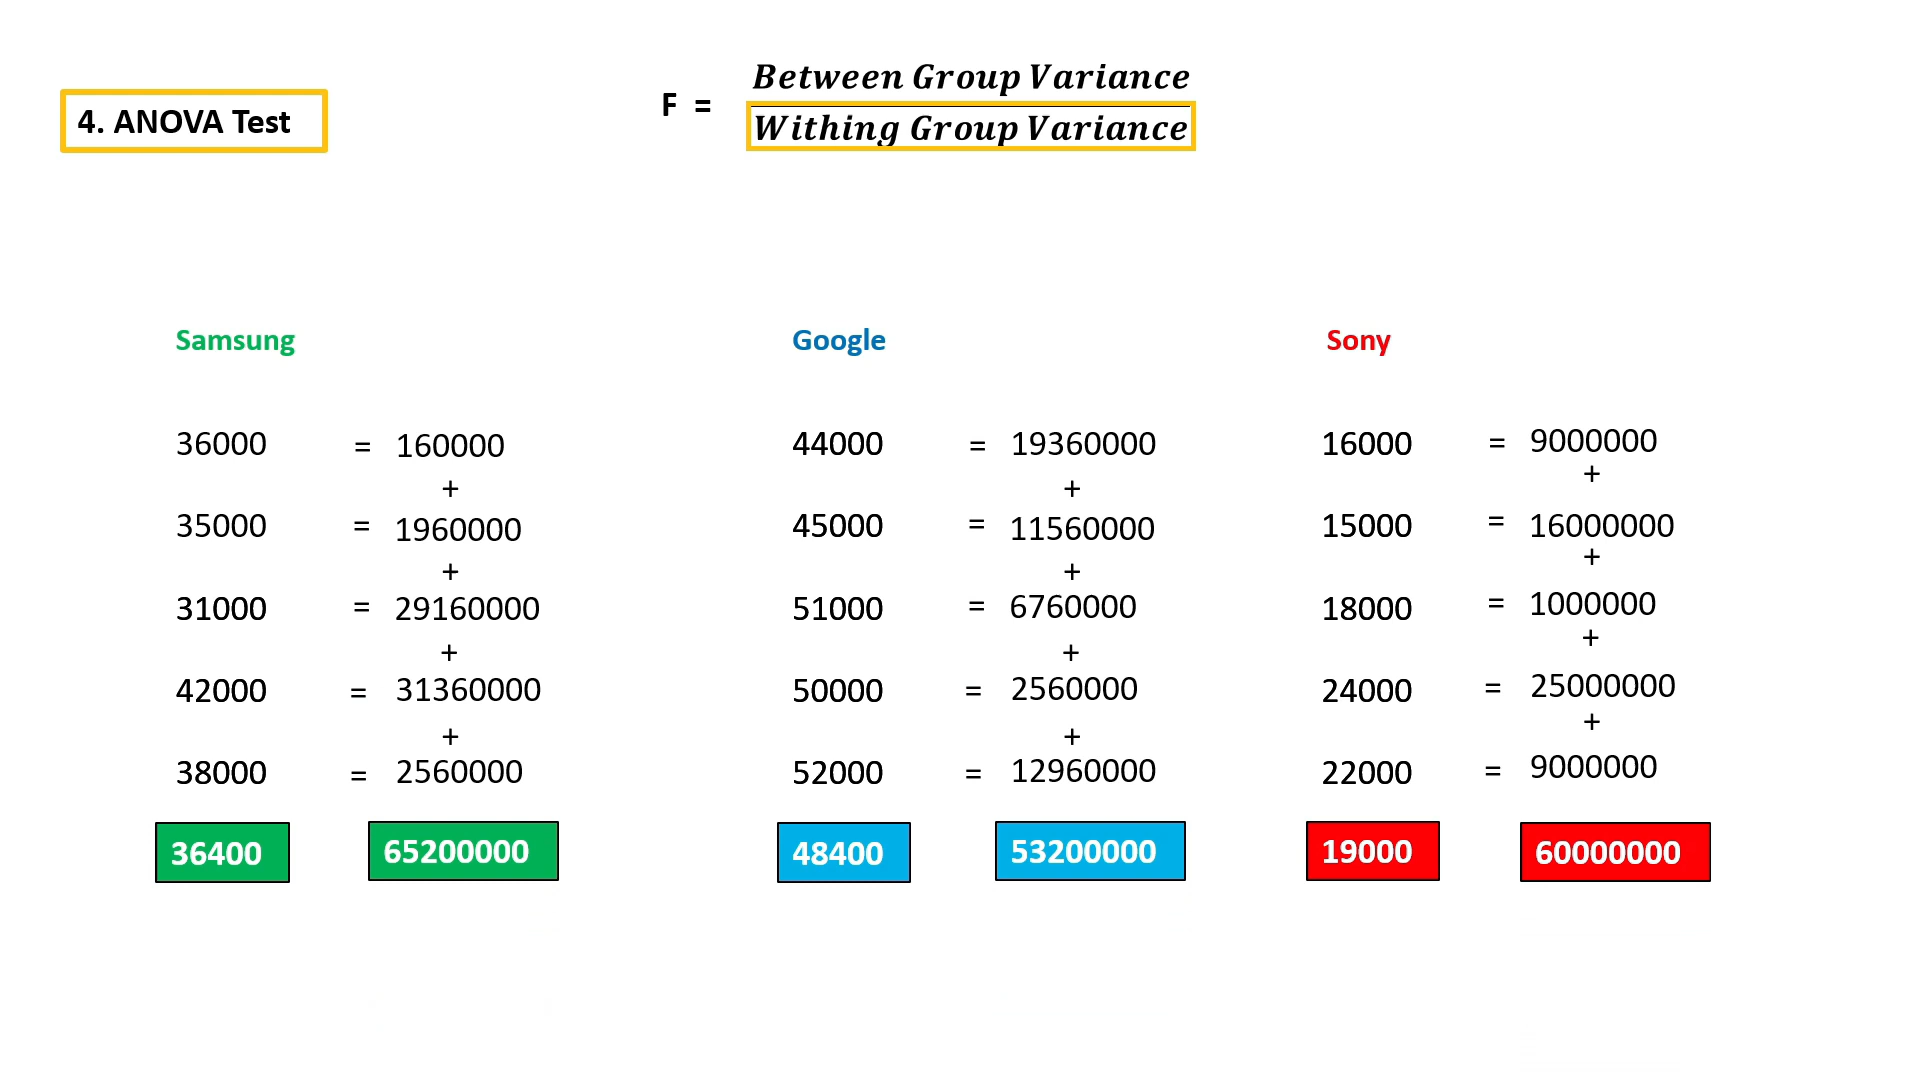 4. ANOVA Test
F = Between Group Variance
Withing Group Variance
Samsung Google Sony
36000 = 160000 44000 = 19360000 16000 = 9000000
+ + +
35000 = 1960000 45000 = 11560000 15000 = 16000000
+ + +
31000 = 29160000 51000 = 6760000 18000 = 1000000
+ + +
42000 = 31360000 50000 = 2560000 24000 = 25000000
+ + +
38000 = 2560000 52000 = 12960000 22000 = 9000000
36400 65200000 48400 53200000 19000 60000000